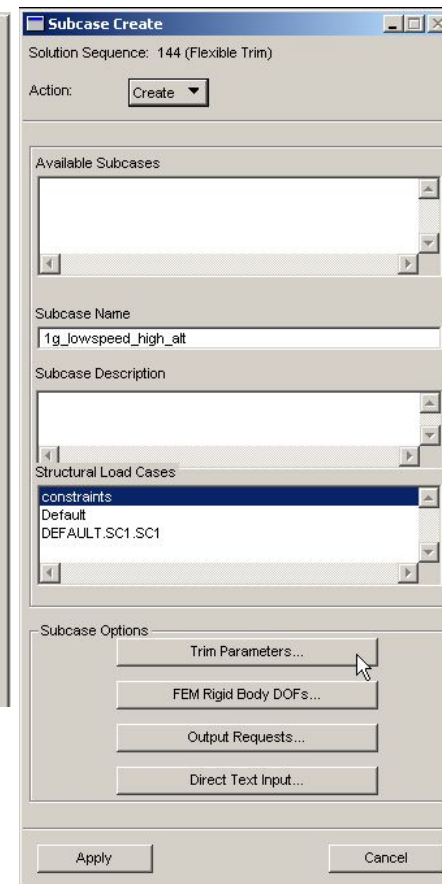 Subcase Create
Solution Sequence: 144 (Flexible Trim)
Action:
Create
Available Subcases
Subcase Name
1g_lowspeed_high_alt
Subcase Description
Structural Load Cases
constraints
Default
DEFAULT.SC1.SC1
Subcase Options
Trim Parameters...
FEM Rigid Body DOFs...
Output Requests...
Direct Text Input...
Apply
Cancel